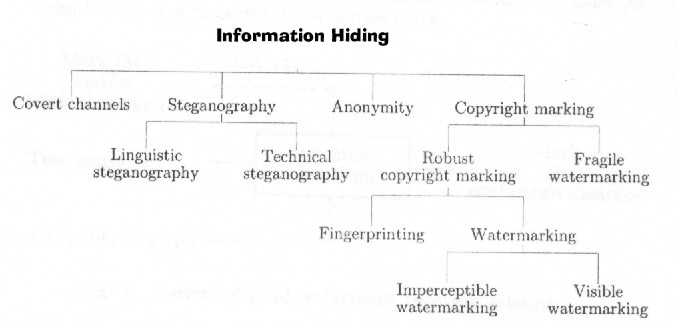 Information Hiding
Covert channels
Steganography
Anonymity
Copyright marking
Linguistic
steganography
Technical
steganography
Robust
copyright marking
Fragile
watermarking
Fingerprinting
Watermarking
Imperceptible
watermarking
Visible
watermarking